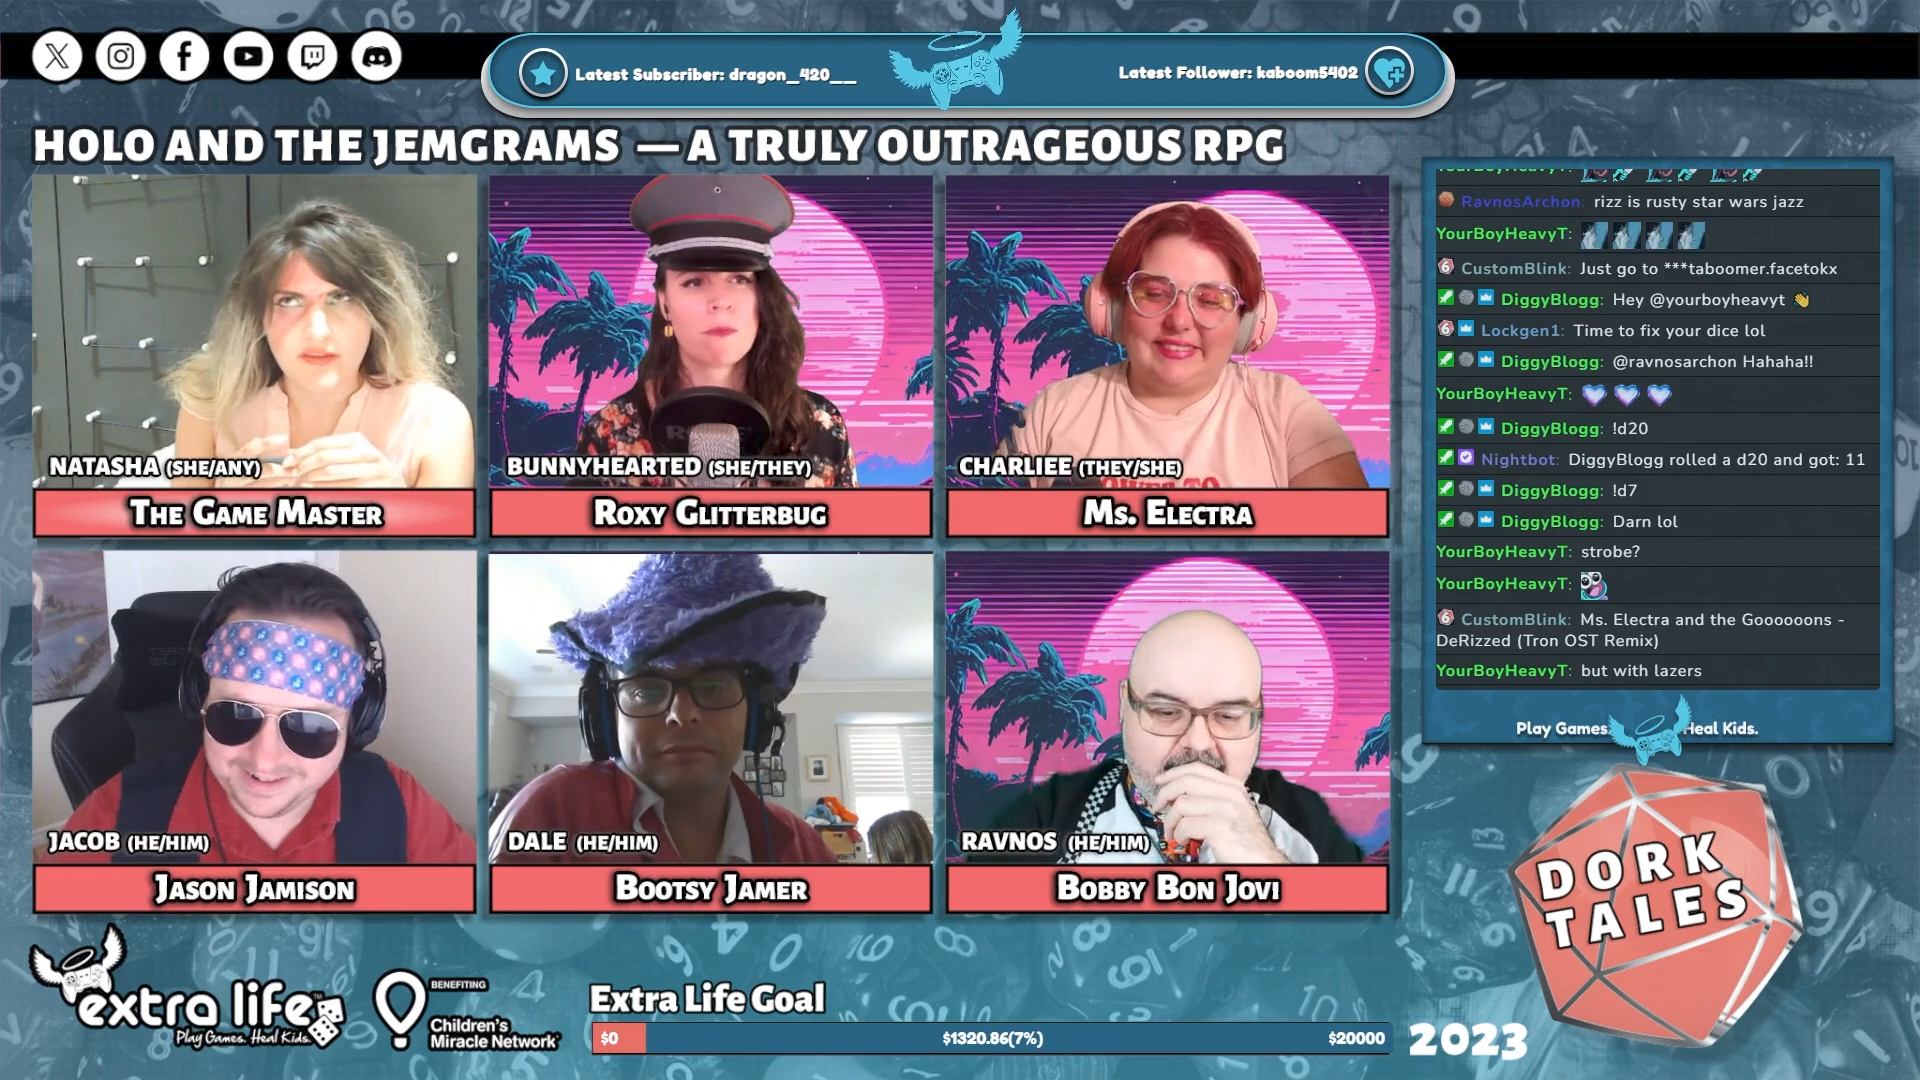 Latest Subscriber: dragon_420__
Latest Follower: kaboom5402
HOLO AND THE JEMGRAMS — A TRULY OUTRAGEOUS RPG
NATASHA (SHE/ANY)
THE GAME MASTER
BUNNYHEARTED (SHE/THEY)
ROXY GLITTERBUG
CHARLIEE (THEY/SHE)
MS. ELECTRA
JACOB (HE/HIM)
JASON JAMISON
DALE (HE/HIM)
BOOTSY JAMER
RAVNOS (HE/HIM)
BOBBY BON JOVI
RavnosArchon: rizz is rusty star wars jazz
YourBoyHeavyT:
CustomBlink: Just go to ***taboomer.facetokx
DiggyBlogg: Hey @yourboyheavyt 👋
Lockgen1: Time to fix your dice lol
DiggyBlogg: @ravnosarchon Hahaha!!
YourBoyHeavyT:
DiggyBlogg: !d20
Nightbot: DiggyBlogg rolled a d20 and got: 11
DiggyBlogg: !d7
DiggyBlogg: Darn lol
YourBoyHeavyT: strobe?
YourBoyHeavyT:
CustomBlink: Ms. Electra and the Goooooons -
DeRizzed (Tron OST Remix)
YourBoyHeavyT: but with lazers
Play Games. Heal Kids.
DORK
TALES
extra life
Play Games. Heal Kids.
BENEFITING
Children's
Miracle Network
Extra Life Goal
$0 $1320.86(7%) $20000
2023